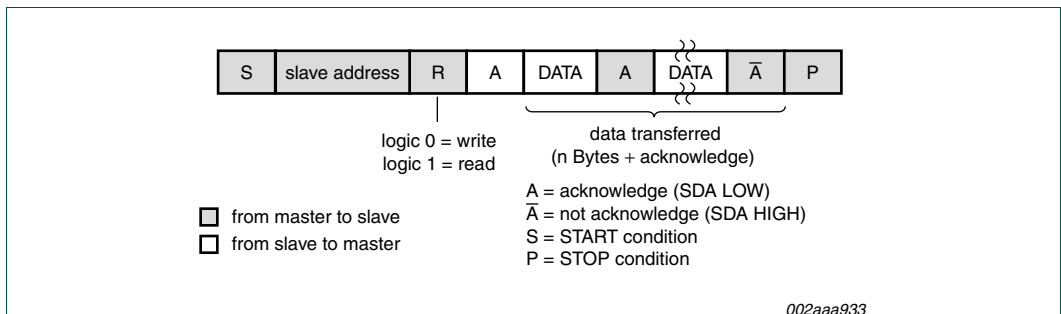 S slave address R A DATA A DATA A̅ P
logic 0 = write
logic 1 = read
data transferred
(n Bytes + acknowledge)
A = acknowledge (SDA LOW)
A̅ = not acknowledge (SDA HIGH)
S = START condition
P = STOP condition
from master to slave
from slave to master
002aaa933